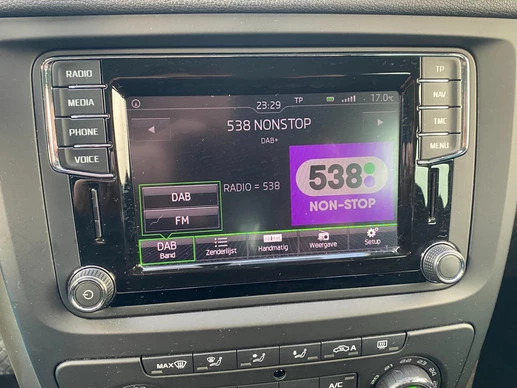 RADIO
MEDIA
PHONE
VOICE
23:29 TP 17.0°C
538 NONSTOP
DAB+
RADIO = 538
538
NON-STOP
DAB
FM
DAB Band
Zenderlijst
Handmatig
Weergave
Setup
TP
NAV
TMC
MENU
MAX
A
A/C